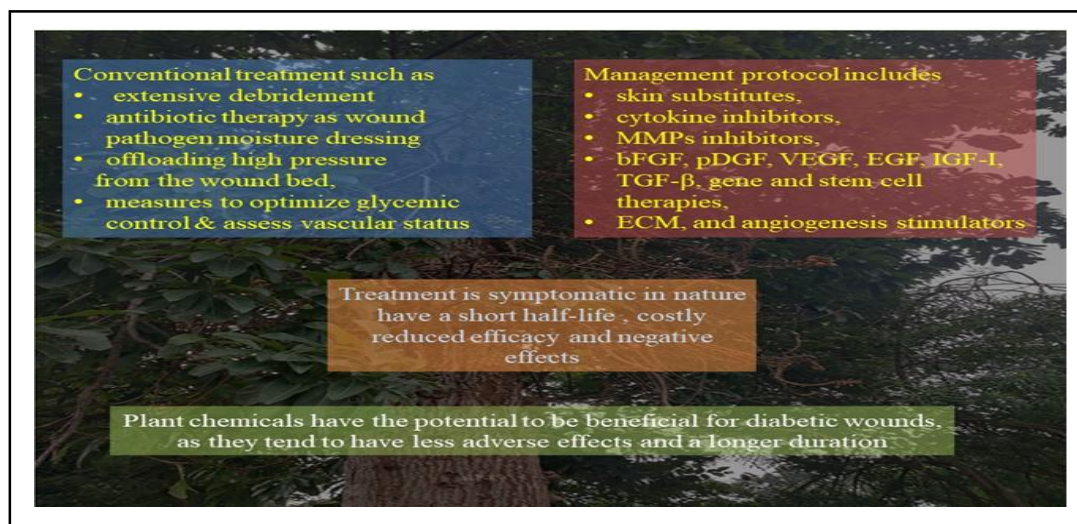 Conventional treatment such as
• extensive debridement
• antibiotic therapy as wound
pathogen moisture dressing
• offloading high pressure
from the wound bed,
• measures to optimize glycemic
control & assess vascular status
Management protocol includes
• skin substitutes,
• cytokine inhibitors,
• MMPs inhibitors,
• bFGF, pDGF, VEGF, EGF, IGF-I,
TGF-β, gene and stem cell
therapies,
• ECM, and angiogenesis stimulators
Treatment is symptomatic in nature
have a short half-life , costly
reduced efficacy and negative
effects
Plant chemicals have the potential to be beneficial for diabetic wounds,
as they tend to have less adverse effects and a longer duration